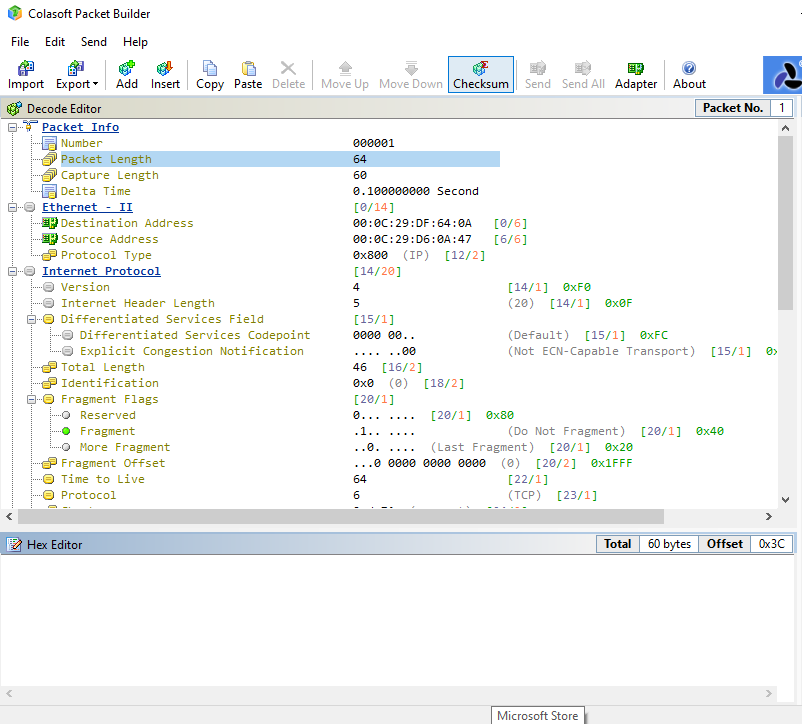 Colasoft Packet Builder
File Edit Send Help
Import Export Add Insert Copy Paste Delete Move Up Move Down Checksum Send Send All Adapter About
Decode Editor Packet No. 1
Packet Info
Number 000001
Packet Length 64
Capture Length 60
Delta Time 0.100000000 Second
Ethernet - II [0/14]
Destination Address 00:0C:29:DF:64:0A [0/6]
Source Address 00:0C:29:D6:0A:47 [6/6]
Protocol Type 0x800 (IP) [12/2]
Internet Protocol [14/20]
Version 4 [14/1] 0xF0
Internet Header Length 5 (20) [14/1] 0x0F
Differentiated Services Field [15/1]
Differentiated Services Codepoint 0000 00.. (Default) [15/1] 0xFC
Explicit Congestion Notification .... ..00 (Not ECN-Capable Transport) [15/1] 0x
Total Length 46 [16/2]
Identification 0x0 (0) [18/2]
Fragment Flags [20/1]
Reserved 0... .... [20/1] 0x80
Fragment .1.. .... (Do Not Fragment) [20/1] 0x40
More Fragment ..0. .... (Last Fragment) [20/1] 0x20
Fragment Offset ...0 0000 0000 0000 (0) [20/2] 0x1FFF
Time to Live 64 [22/1]
Protocol 6 (TCP) [23/1]
Hex Editor Total 60 bytes Offset 0x3C
Microsoft Store